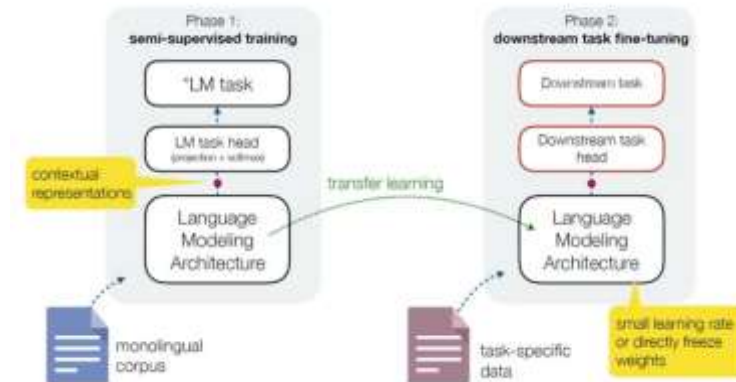 Phase 1:
semi-supervised training
*LM task
LM task head
(projection + softmax)
contextual
representations
Language
Modeling
Architecture
monolingual
corpus
transfer learning
Phase 2:
downstream task fine-tuning
Downstream task
Downstream task
head
Language
Modeling
Architecture
task-specific
data
small learning rate
or directly freeze
weights